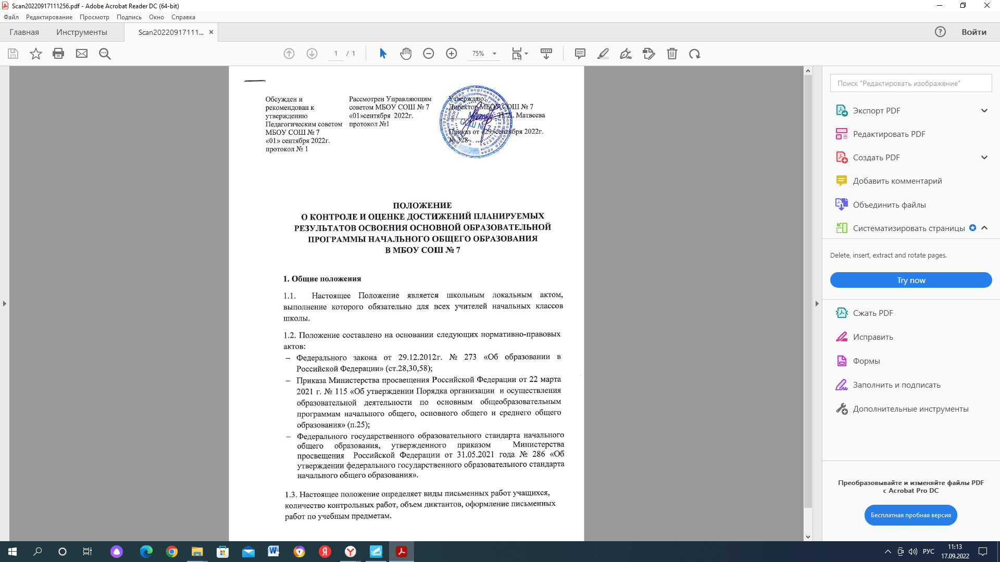 Scan20220917111256.pdf - Adobe Acrobat Reader DC (64-bit)
Файл Редактирование Просмотр Подпись Окно Справка
Главная Инструменты Scan20220917111... × Войти
1 / 1 75%
Обсужден и
рекомендован к
утверждению
Педагогическим советом
МБОУ СОШ № 7
«01» сентября 2022г.
протокол № 1
Рассмотрен Управляющим
советом МБОУ СОШ № 7
«01»сентября 2022г.
протокол №1
Утверждаю:
Директор МБОУ СОШ № 7
Матвеева
Приказ от «29»сентября 2022г.
№ 328
ПОЛОЖЕНИЕ
О КОНТРОЛЕ И ОЦЕНКЕ ДОСТИЖЕНИЙ ПЛАНИРУЕМЫХ
РЕЗУЛЬТАТОВ ОСВОЕНИЯ ОСНОВНОЙ ОБРАЗОВАТЕЛЬНОЙ
ПРОГРАММЫ НАЧАЛЬНОГО ОБЩЕГО ОБРАЗОВАНИЯ
В МБОУ СОШ № 7
1. Общие положения
1.1. Настоящее Положение является школьным локальным актом,
выполнение которого обязательно для всех учителей начальных классов
школы.
1.2. Положение составлено на основании следующих нормативно-правовых
актов:
– Федерального закона от 29.12.2012г. № 273 «Об образовании в
Российской Федерации» (ст.28,30,58);
– Приказа Министерства просвещения Российской Федерации от 22 марта
2021 г. № 115 «Об утверждении Порядка организации и осуществления
образовательной деятельности по основным общеобразовательным
программам начального общего, основного общего и среднего общего
образования» (п.25);
– Федерального государственного образовательного стандарта начального
общего образования, утвержденного приказом Министерства
просвещения Российской Федерации от 31.05.2021 года № 286 «Об
утверждении федерального государственного образовательного стандарта
начального общего образования».
1.3. Настоящее положение определяет виды письменных работ учащихся,
количество контрольных работ, объем диктантов, оформление письменных
работ по учебным предметам.
Поиск "Редактировать изображение"
Экспорт PDF
Редактировать PDF
Создать PDF
Добавить комментарий
Объединить файлы
Систематизировать страницы
Delete, insert, extract and rotate pages.
Try now
Сжать PDF
Исправить
Формы
Заполнить и подписать
Дополнительные инструменты
Преобразовывайте и изменяйте файлы PDF
с Acrobat Pro DC
Бесплатная пробная версия
РУС
11:13
17.09.2022